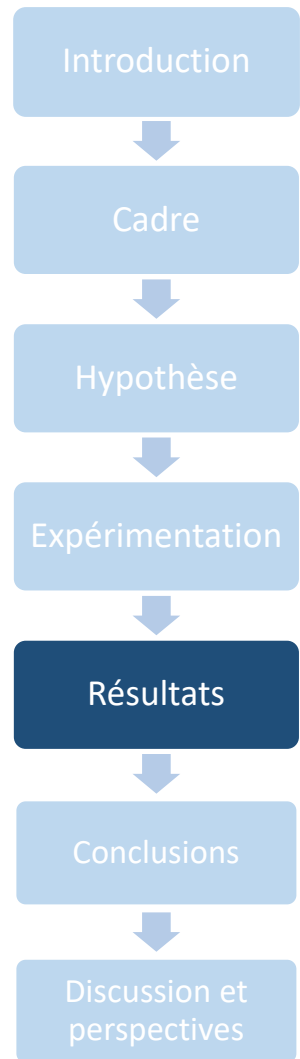 Introduction
Cadre
Hypothèse
Expérimentation
Résultats
Conclusions
Discussion et
perspectives